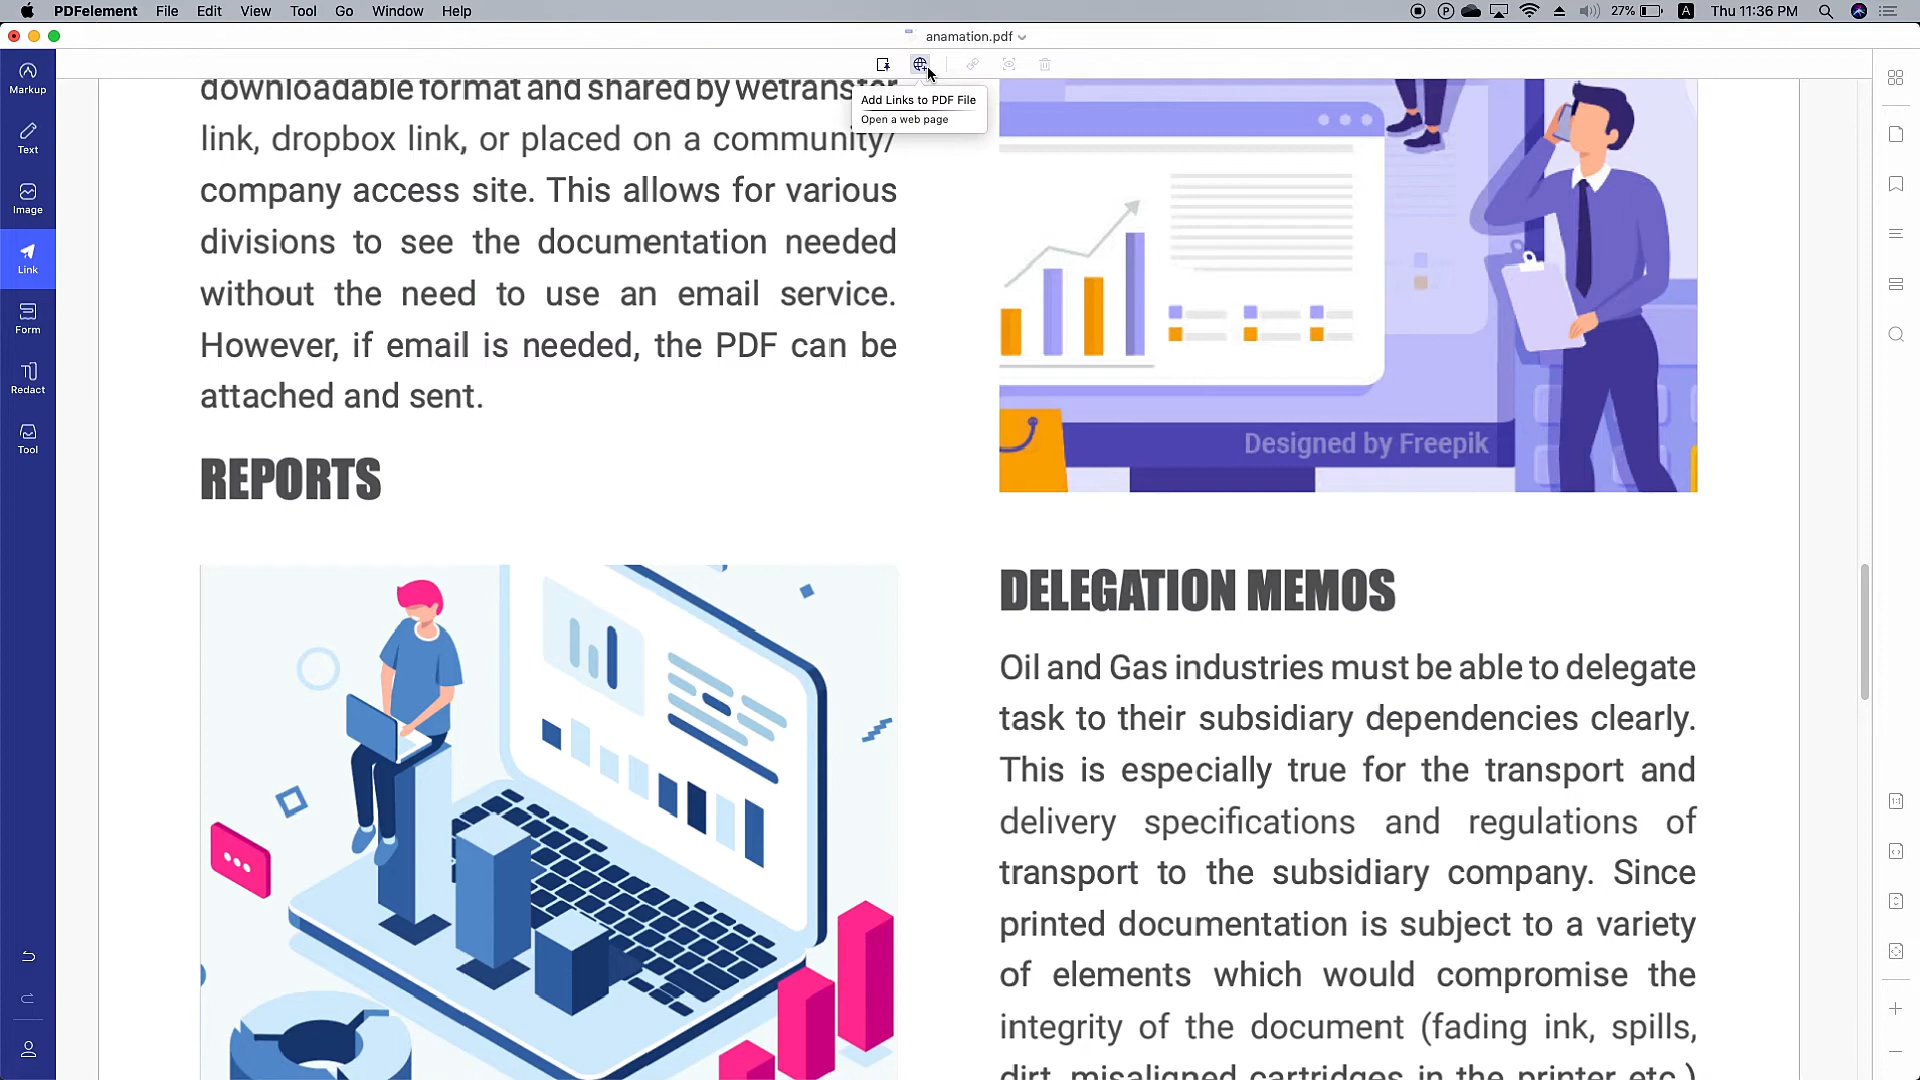 PDFelement File Edit View Tool Go Window Help
27% A Thu 11:36 PM
anamation.pdf
Add Links to PDF File
Open a web page
Markup
Text
Image
Link
Form
Redact
Tool
downloadable format and shared by wetransfer
link, dropbox link, or placed on a community/
company access site. This allows for various
divisions to see the documentation needed
without the need to use an email service.
However, if email is needed, the PDF can be
attached and sent.
REPORTS
Designed by Freepik
DELEGATION MEMOS
Oil and Gas industries must be able to delegate
task to their subsidiary dependencies clearly.
This is especially true for the transport and
delivery specifications and regulations of
transport to the subsidiary company. Since
printed documentation is subject to a variety
of elements which would compromise the
integrity of the document (fading ink, spills,
dirt, misaligned cartridges in the printer etc.)